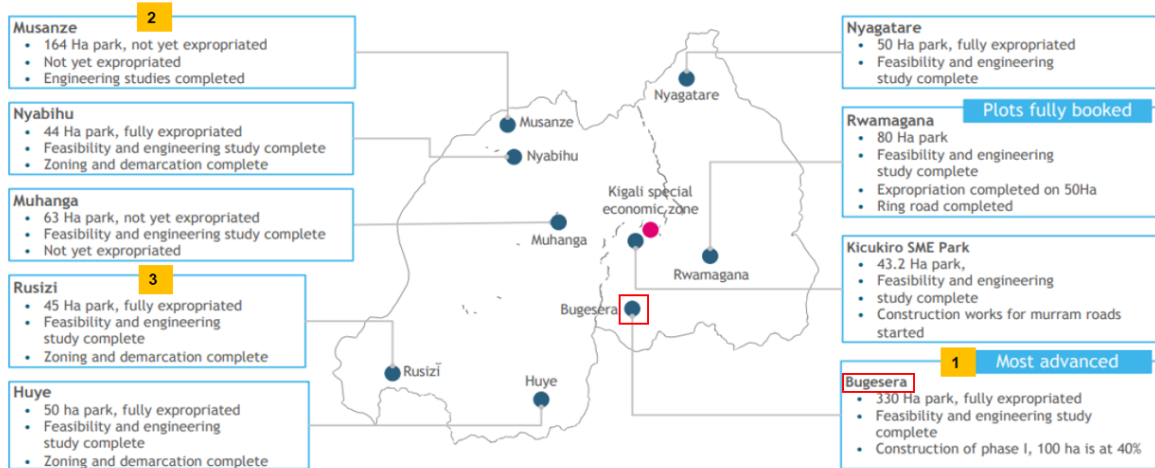 2
Musanze
• 164 Ha park, not yet expropriated
• Not yet expropriated
• Engineering studies completed
Nyabihu
• 44 Ha park, fully expropriated
• Feasibility and engineering study complete
• Zoning and demarcation complete
Muhanga
• 63 Ha park, not yet expropriated
• Feasibility and engineering study complete
• Not yet expropriated
3
Rusizi
• 45 Ha park, fully expropriated
• Feasibility and engineering
study complete
• Zoning and demarcation complete
Huye
• 50 ha park, fully expropriated
• Feasibility and engineering
study complete
• Zoning and demarcation complete
Nyagatare
Musanze
Nyabihu
Kigali special
economic zone
Muhanga
Rwamagana
Bugesera
Rusizi
Huye
Nyagatare
• 50 Ha park, fully expropriated
• Feasibility and engineering
study complete
Plots fully booked
Rwamagana
• 80 Ha park
• Feasibility and engineering
study complete
• Expropriation completed on 50Ha
• Ring road completed
Kicukiro SME Park
• 43.2 Ha park,
• Feasibility and engineering
• study complete
• Construction works for murram roads
started
1
Most advanced
Bugesera
• 330 Ha park, fully expropriated
• Feasibility and engineering study
complete
• Construction of phase I, 100 ha is at 40%